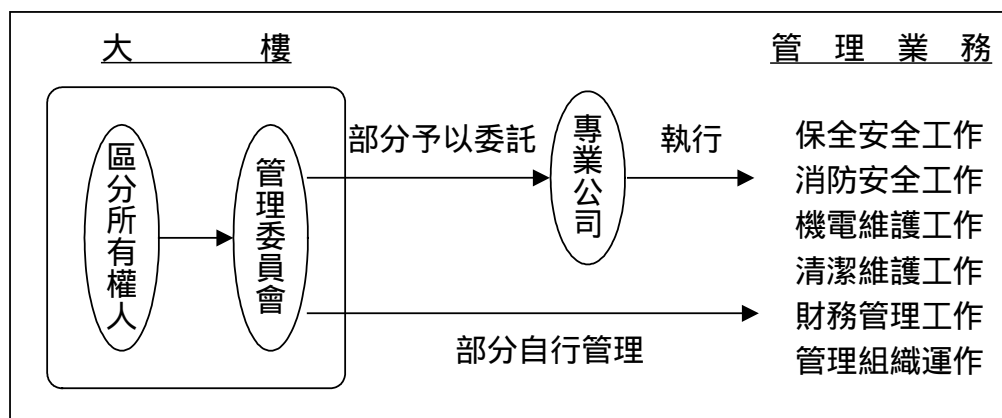 大樓
管理業務
區分所有權人
管理委員會
部分予以委託
專業公司
執行
部分自行管理
保全安全工作
消防安全工作
機電維護工作
清潔維護工作
財務管理工作
管理組織運作